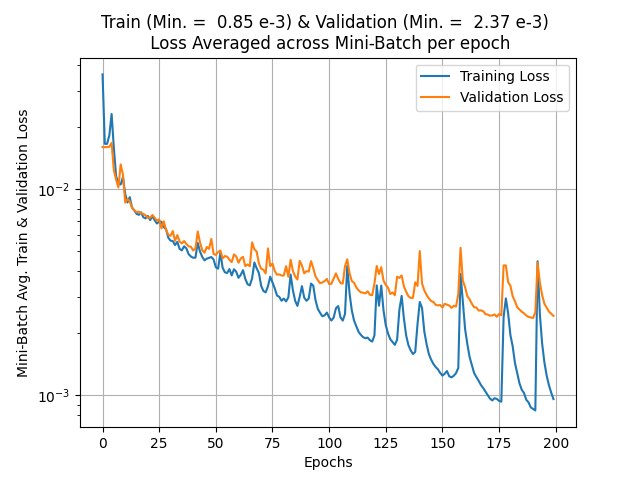 Train (Min. =  0.85 e-3) & Validation (Min. =  2.37 e-3)
Loss Averaged across Mini-Batch per epoch
Training Loss
Validation Loss
Mini-Batch Avg. Train & Validation Loss
10⁻²
10⁻³
0 25 50 75 100 125 150 175 200
Epochs